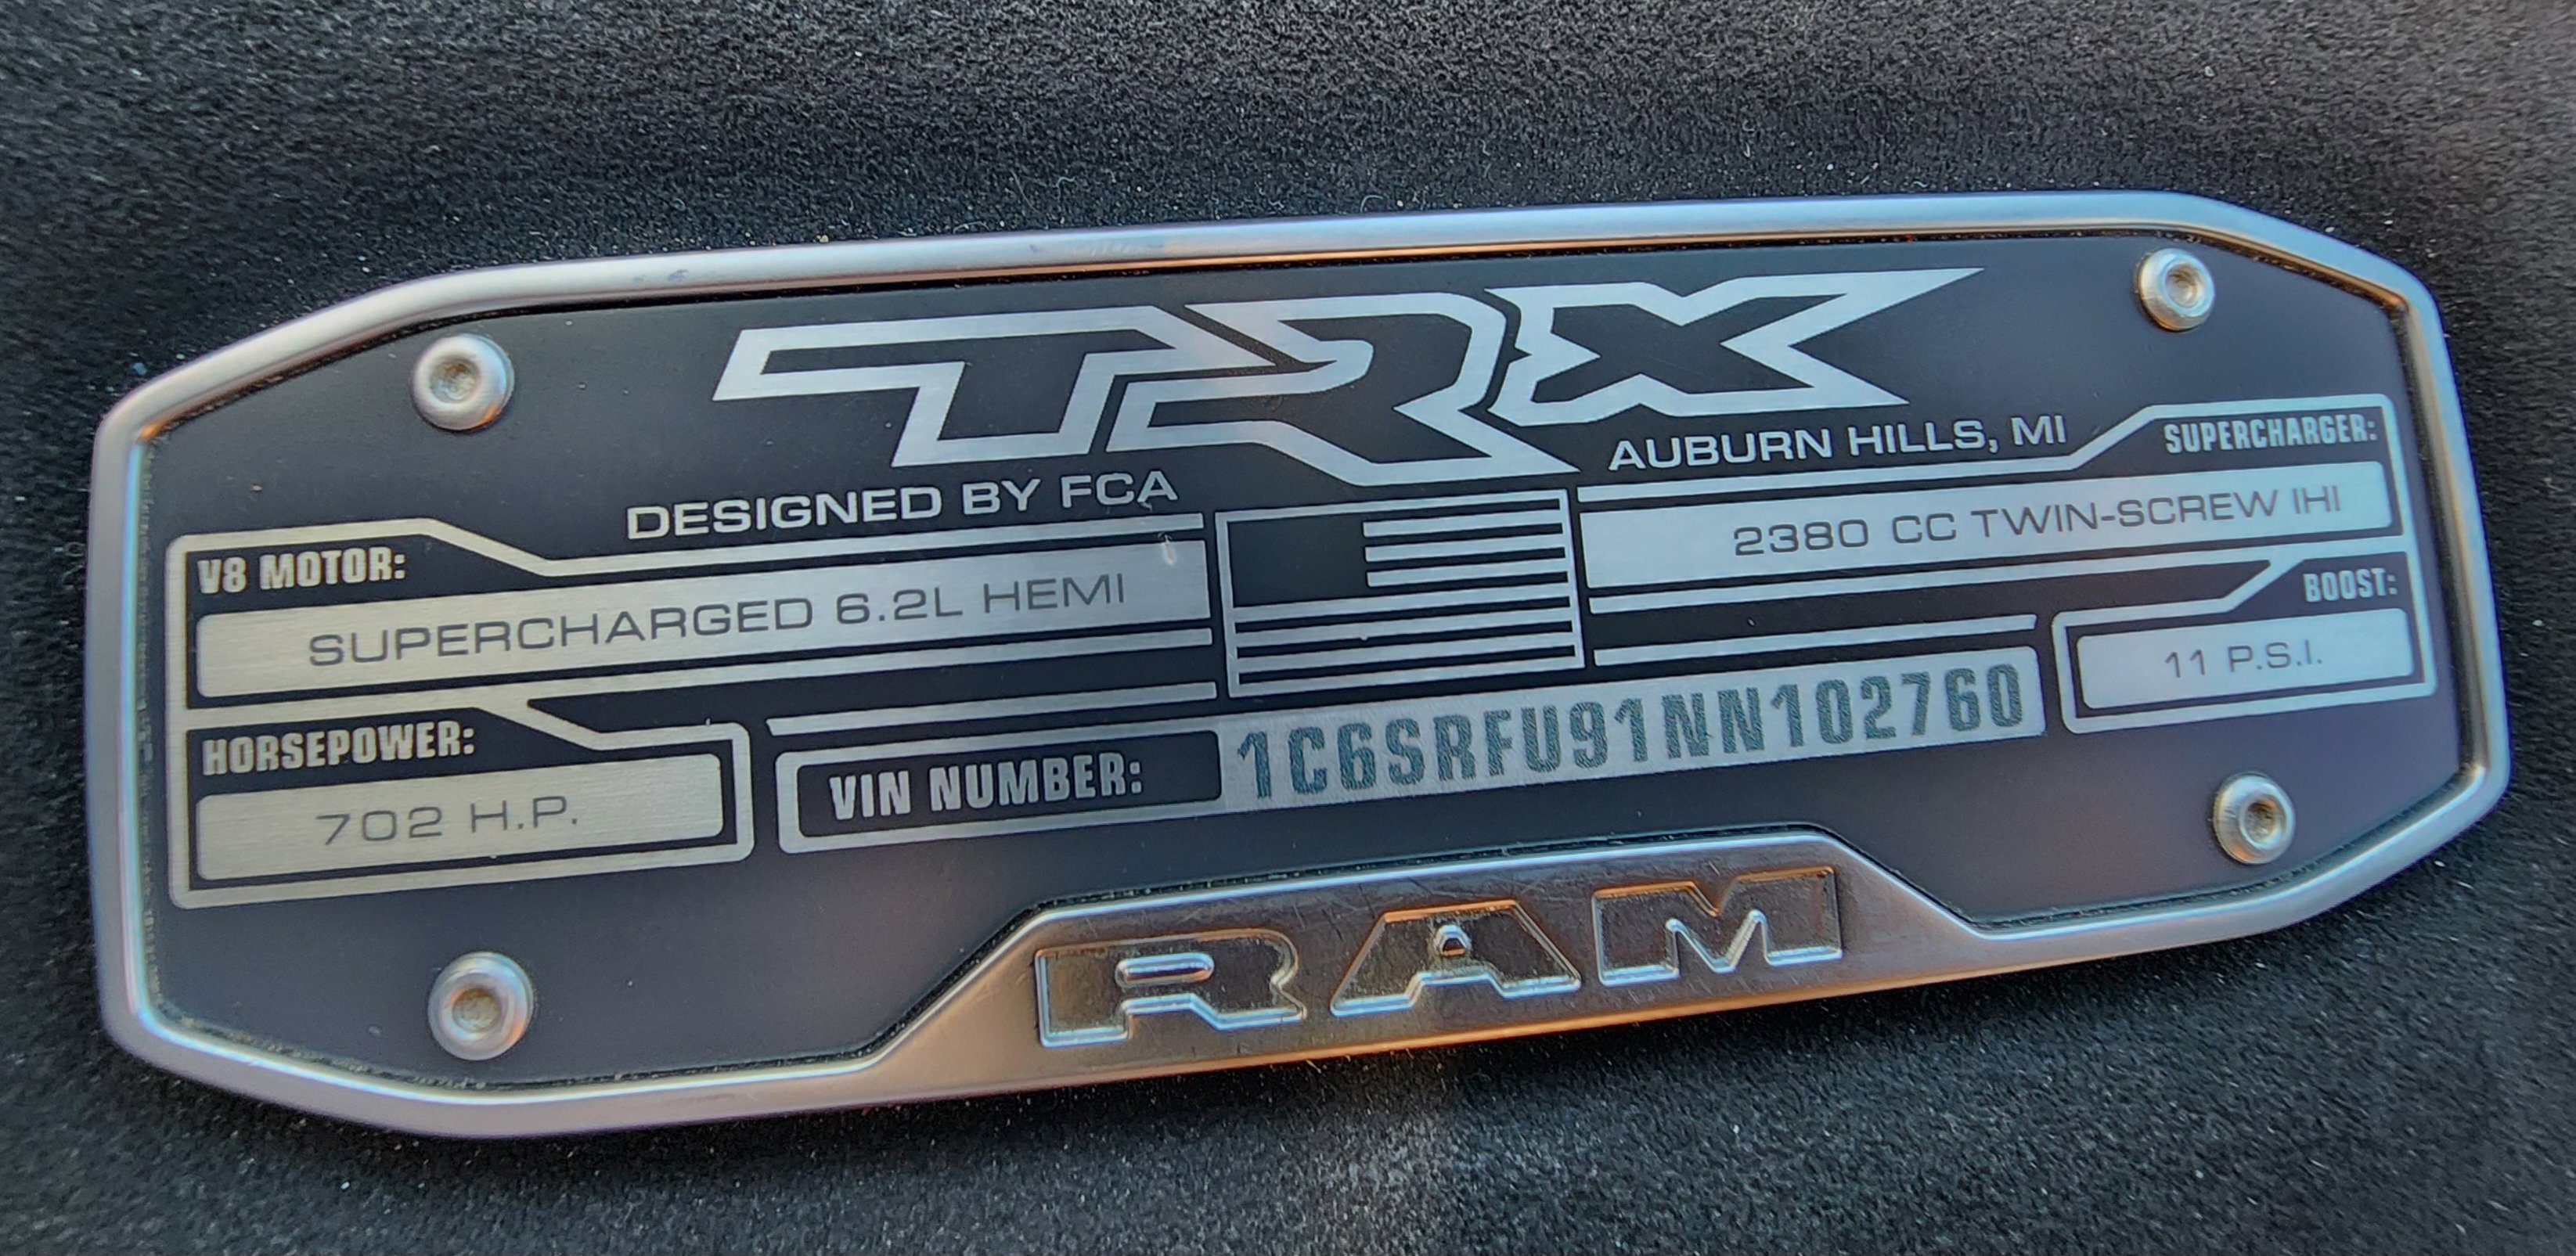 TRX
DESIGNED BY FCA
AUBURN HILLS, MI
V8 MOTOR:
SUPERCHARGED 6.2L HEMI
HORSEPOWER:
702 H.P.
SUPERCHARGER:
2380 CC TWIN-SCREW IHI
BOOST:
11 P.S.I.
VIN NUMBER: 1C6SRFU91NN102760
RAM